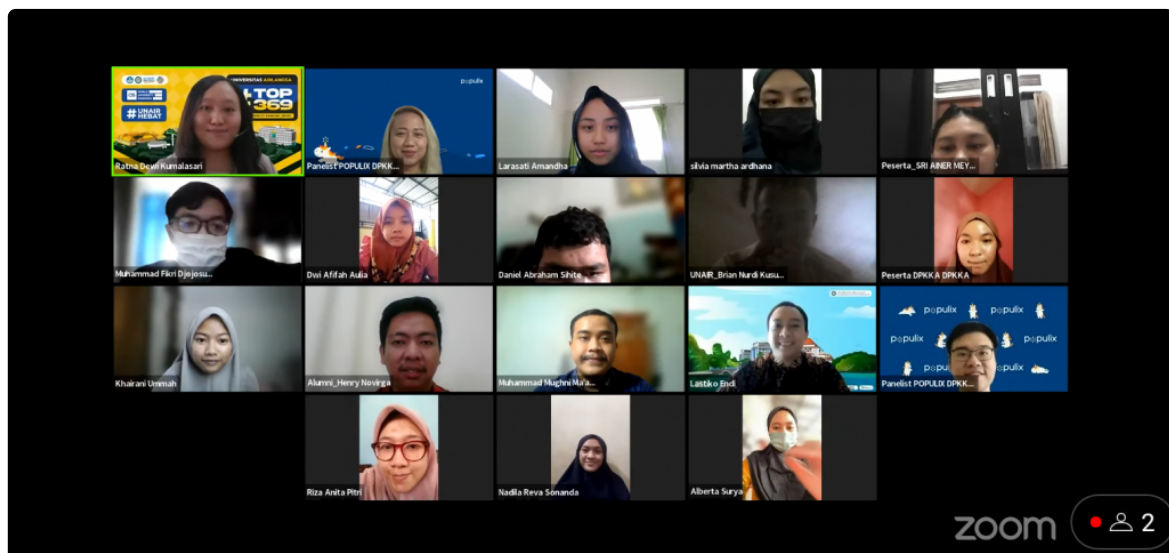 UNIVERSITAS AIRLANGGA
TOP
#UNAIR
HEBAT
369
Ratna Dewi Kumalasari
populix
Panelist POPULIX DPKK...
Larasati Amandha
silvia martha ardhana
Peserta_SRI AINER MEY...
Muhammad Fikri Djojosu...
Dwi Afifah Aulia
Daniel Abraham Sihite
UNAIR_Brian Nurdi Kusu...
Peserta DPKKA DPKKA
Khairani Ummah
Alumni_Henry Novirga
Muhammad Mughni Ma'a...
Lastiko Endi
populix populix
populix populix
popu opulix
Panelist POPULIX DPKK...
Riza Anita Pitri
Nadila Reva Sonanda
Alberta Surya
zoom
2